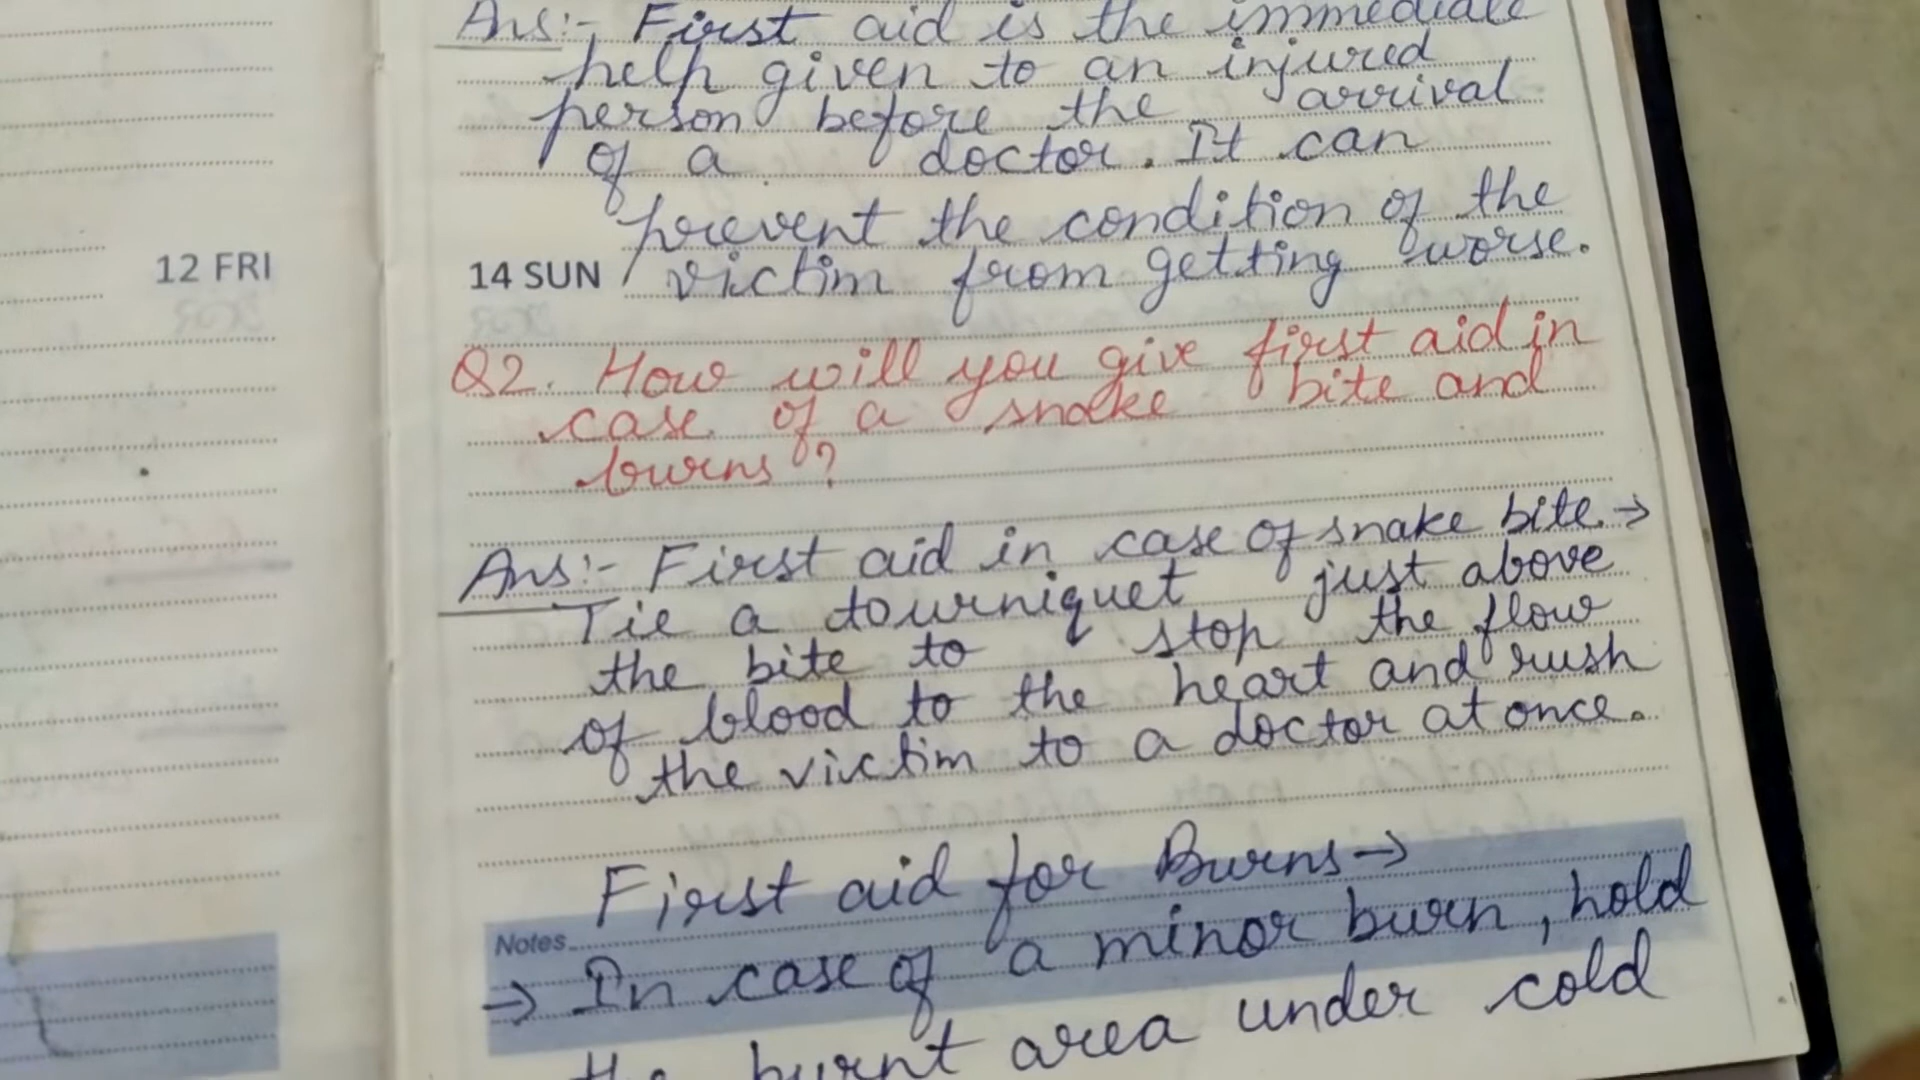 Ans:- First aid is the immediate
help given to an injured
person before the arrival
of a doctor. It can
prevent the condition of the
12 FRI
14 SUN victim from getting worse.
Q2. How will you give first aid in
case of a snake bite and
burns?
Ans:- First aid in case of snake bite. →
Tie a tourniquet just above
the bite to stop the flow
of blood to the heart and rush
the victim to a doctor at once.
First aid for Burns →
Notes
→ In case of a minor burn, hold
the burnt area under cold